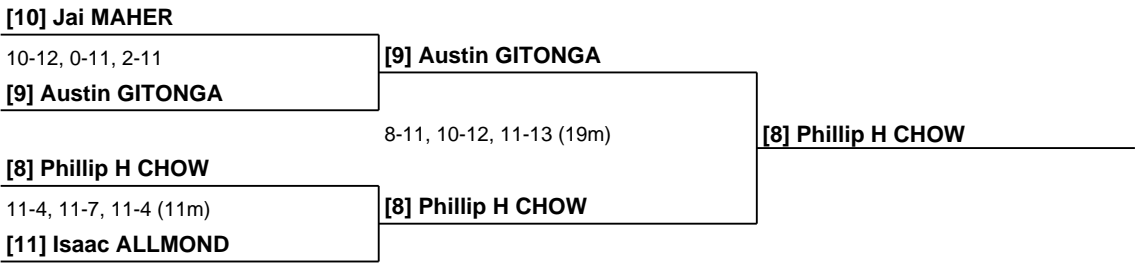 [10] Jai MAHER
10-12, 0-11, 2-11
[9] Austin GITONGA
[9] Austin GITONGA
8-11, 10-12, 11-13 (19m)
[8] Phillip H CHOW
[8] Phillip H CHOW
11-4, 11-7, 11-4 (11m)
[8] Phillip H CHOW
[11] Isaac ALLMOND